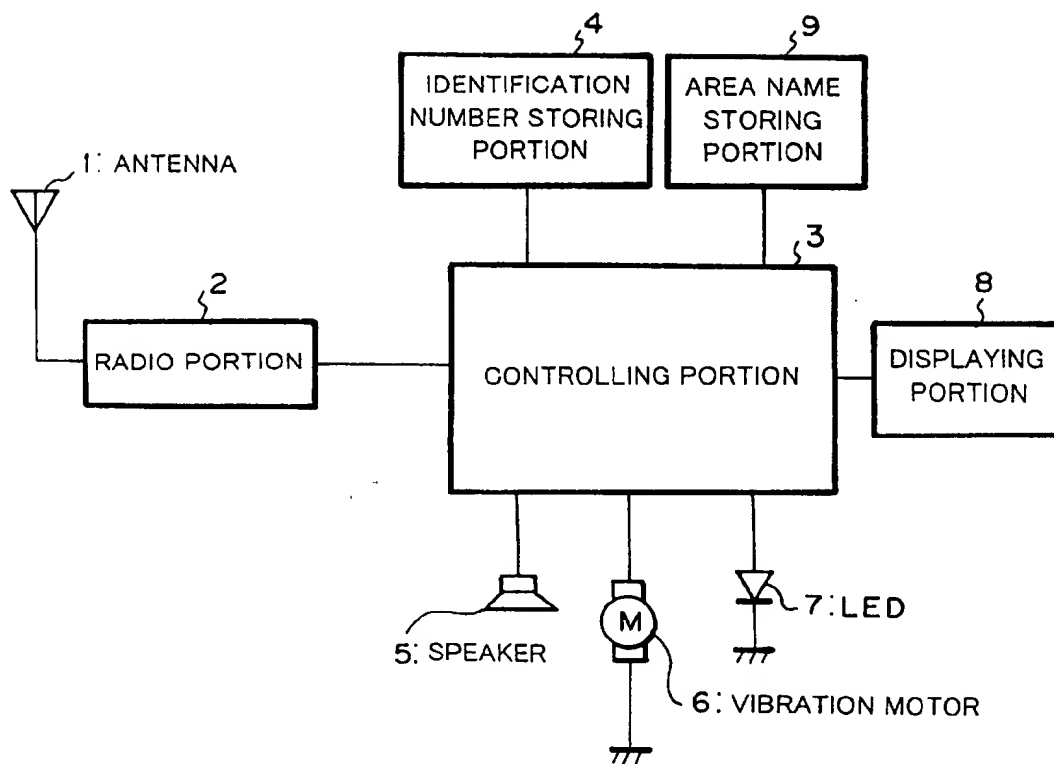 4
9
IDENTIFICATION
NUMBER STORING
PORTION
AREA NAME
STORING
PORTION
1: ANTENNA
3
2
8
RADIO PORTION
CONTROLLING PORTION
DISPLAYING
PORTION
7: LED
5: SPEAKER
M
6: VIBRATION MOTOR